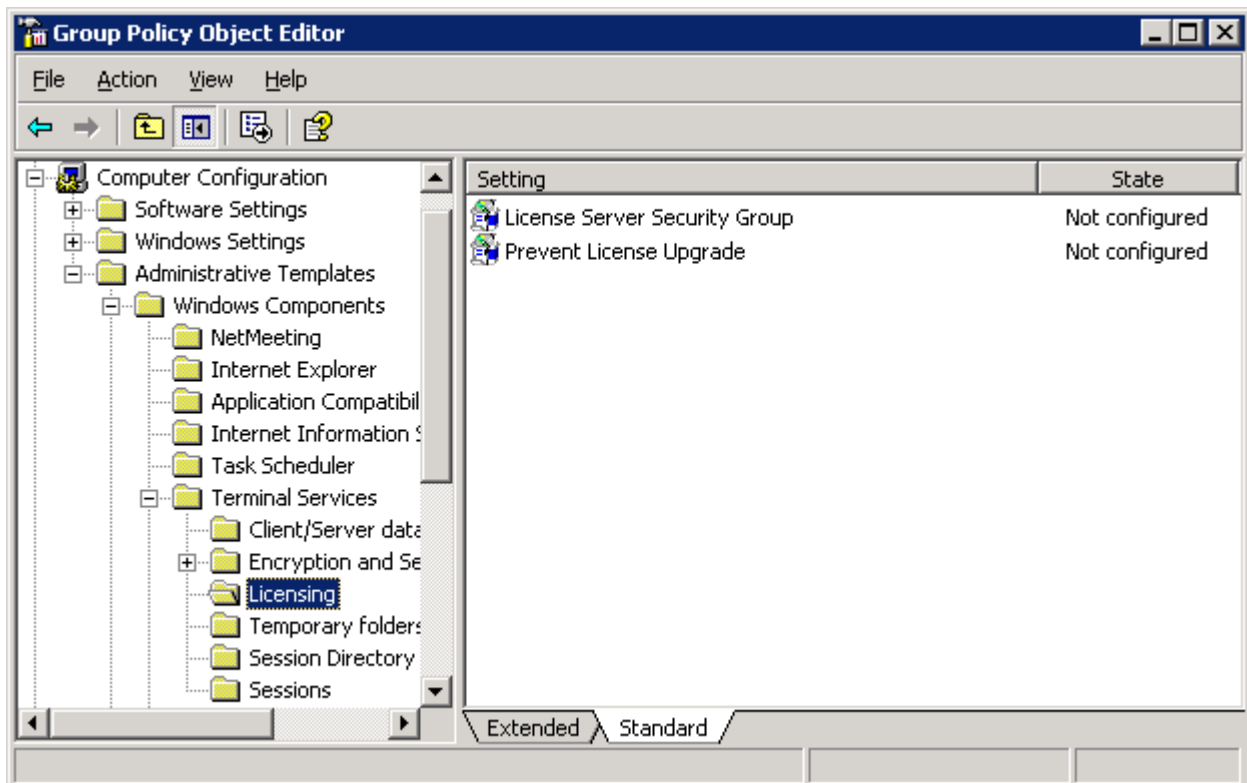 Group Policy Object Editor
File Action View Help
Computer Configuration
Software Settings
Windows Settings
Administrative Templates
Windows Components
NetMeeting
Internet Explorer
Application Compatibil
Internet Information S
Task Scheduler
Terminal Services
Client/Server data
Encryption and Se
Licensing
Temporary folders
Session Directory
Sessions
Setting State
License Server Security Group Not configured
Prevent License Upgrade Not configured
Extended Standard